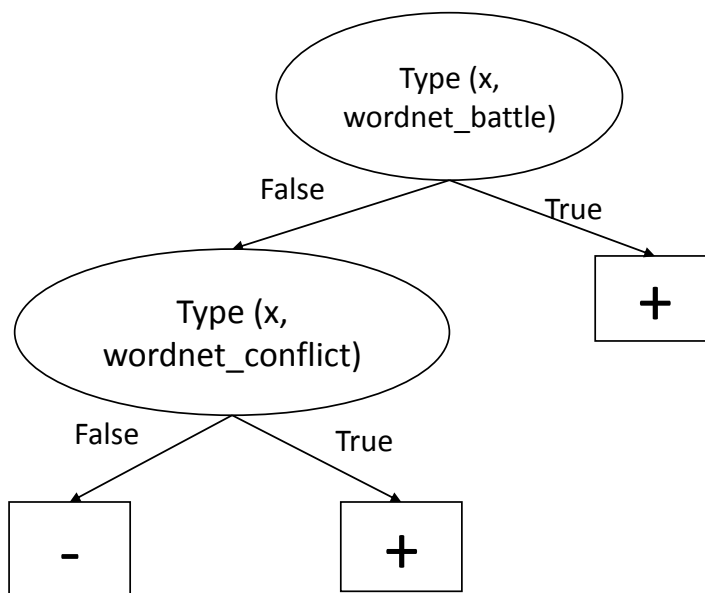 Type (x,
wordnet_battle)
False
True
+
Type (x,
wordnet_conflict)
False
True
-
+